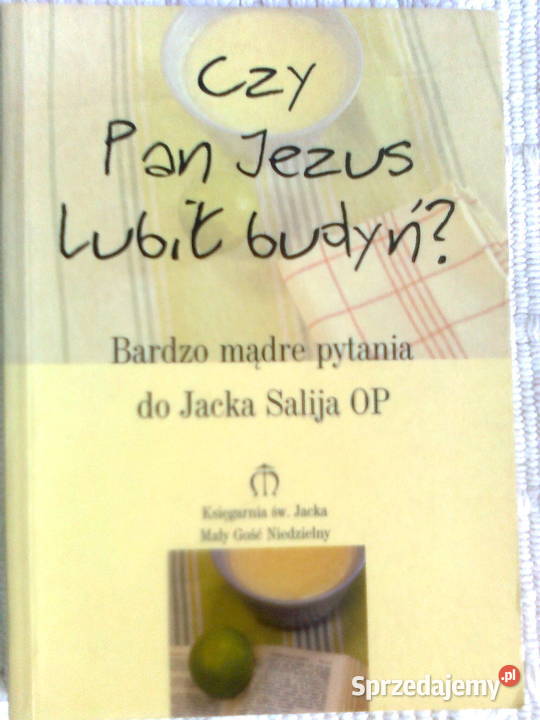 Czy
Pan Jezus
Lubił budyń?
Bardzo mądre pytania
do Jacka Salija OP
Księgarnia św. Jacka
Mały Gość Niedzielny
Sprzedajemy.pl